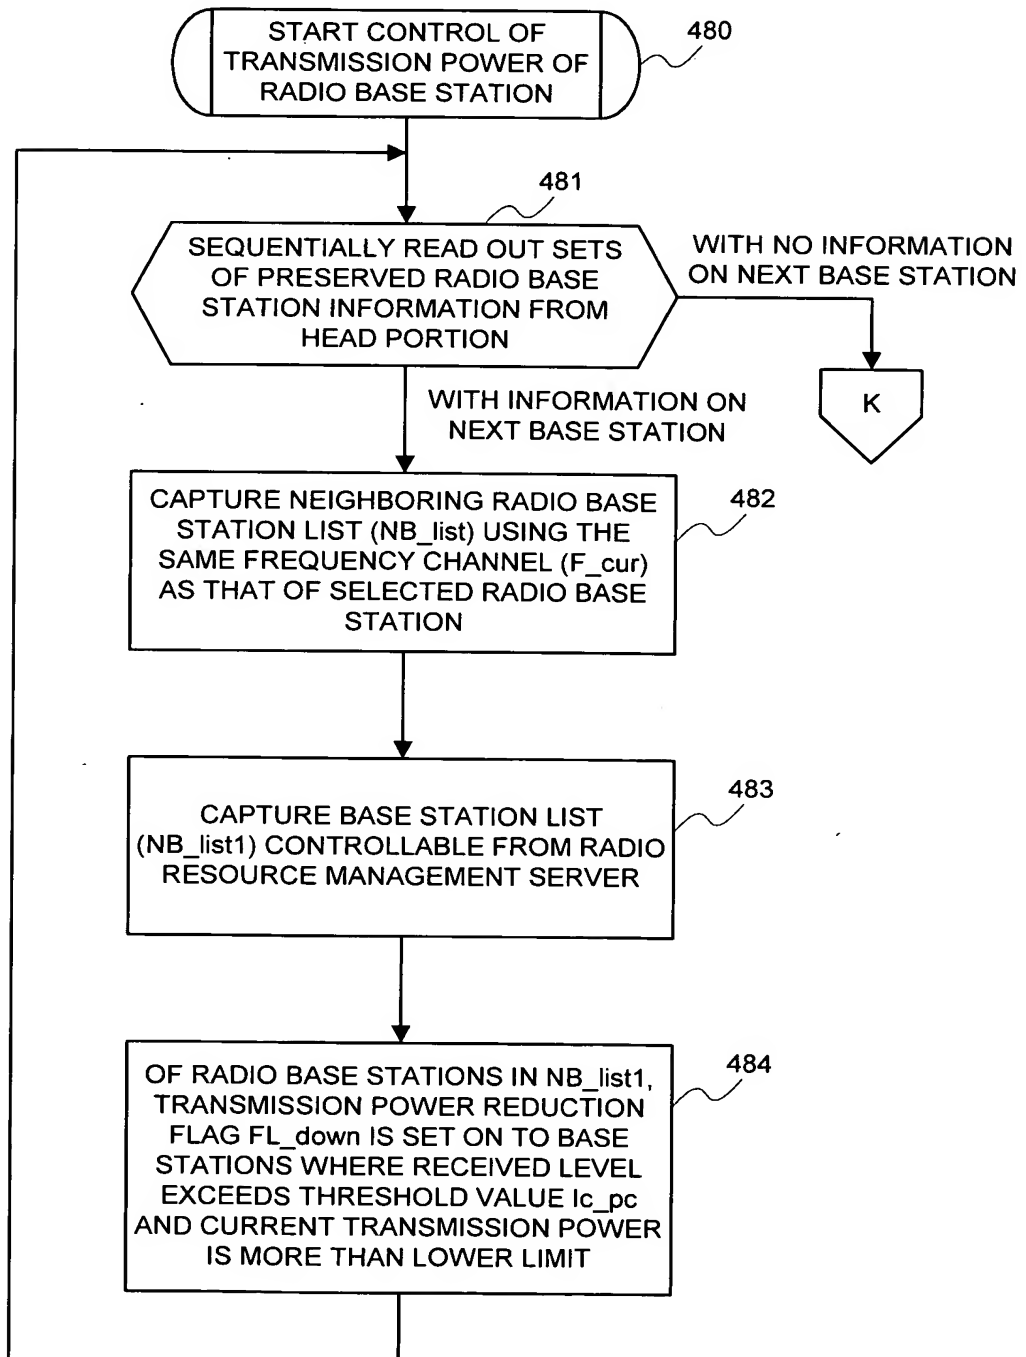 START CONTROL OF
TRANSMISSION POWER OF
RADIO BASE STATION
480
481
SEQUENTIALLY READ OUT SETS
OF PRESERVED RADIO BASE
STATION INFORMATION FROM
HEAD PORTION
WITH NO INFORMATION
ON NEXT BASE STATION
K
WITH INFORMATION ON
NEXT BASE STATION
482
CAPTURE NEIGHBORING RADIO BASE
STATION LIST (NB_list) USING THE
SAME FREQUENCY CHANNEL (F_cur)
AS THAT OF SELECTED RADIO BASE
STATION
483
CAPTURE BASE STATION LIST
(NB_list1) CONTROLLABLE FROM RADIO
RESOURCE MANAGEMENT SERVER
484
OF RADIO BASE STATIONS IN NB_list1,
TRANSMISSION POWER REDUCTION
FLAG FL_down IS SET ON TO BASE
STATIONS WHERE RECEIVED LEVEL
EXCEEDS THRESHOLD VALUE Ic_pc
AND CURRENT TRANSMISSION POWER
IS MORE THAN LOWER LIMIT